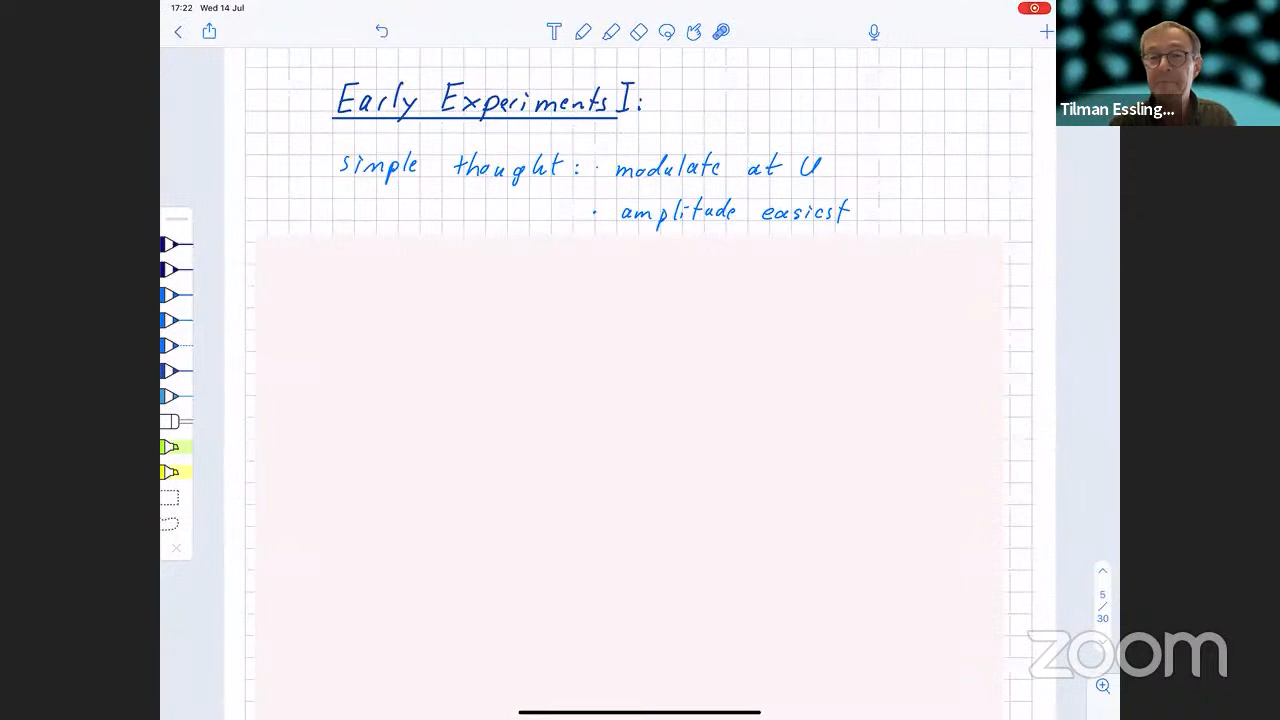 17:22 Wed 14 Jul
T
Tilman Essling...
Early Experiments I:
simple thought: · modulate at U
· amplitude easiest
5
/
30
zoom